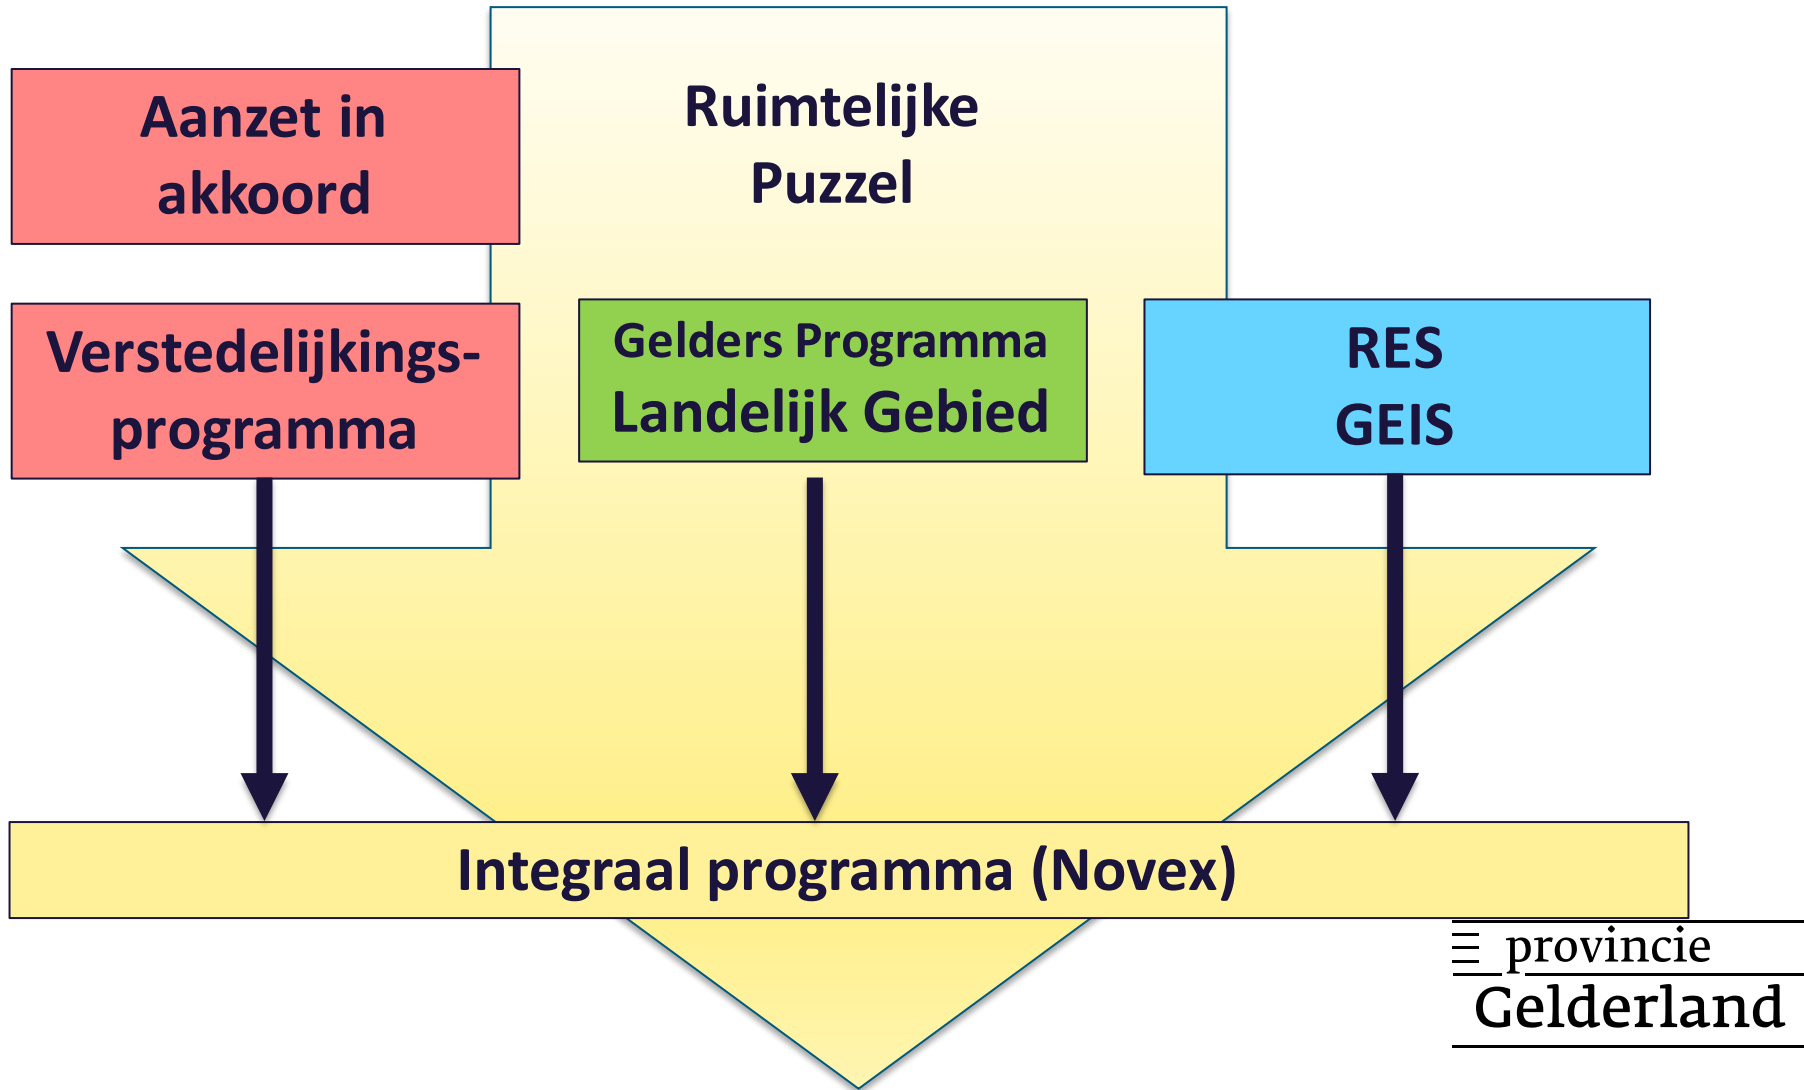 Aanzet in
akkoord
Ruimtelijke
Puzzel
Verstedelijkings-
programma
Gelders Programma
Landelijk Gebied
RES
GEIS
Integraal programma (Novex)
provincie
Gelderland